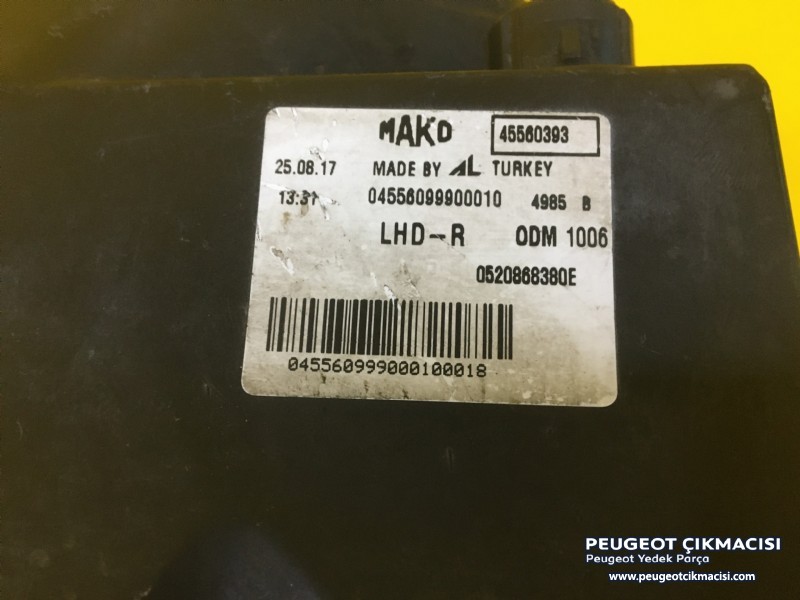 MAKO 45560393
25.08.17 MADE BY AL TURKEY
13:31 04556099900010 4985 B
LHD-R ODM 1006
0520868380E
045560999000100018
PEUGEOT ÇIKMACISI
Peugeot Yedek Parça
www.peugeotcikmacisi.com